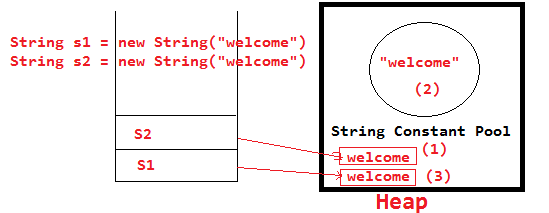 String s1 = new String("welcome")
String s2 = new String("welcome")
"welcome"
(2)
String Constant Pool
S2
welcome (1)
S1
welcome (3)
Heap